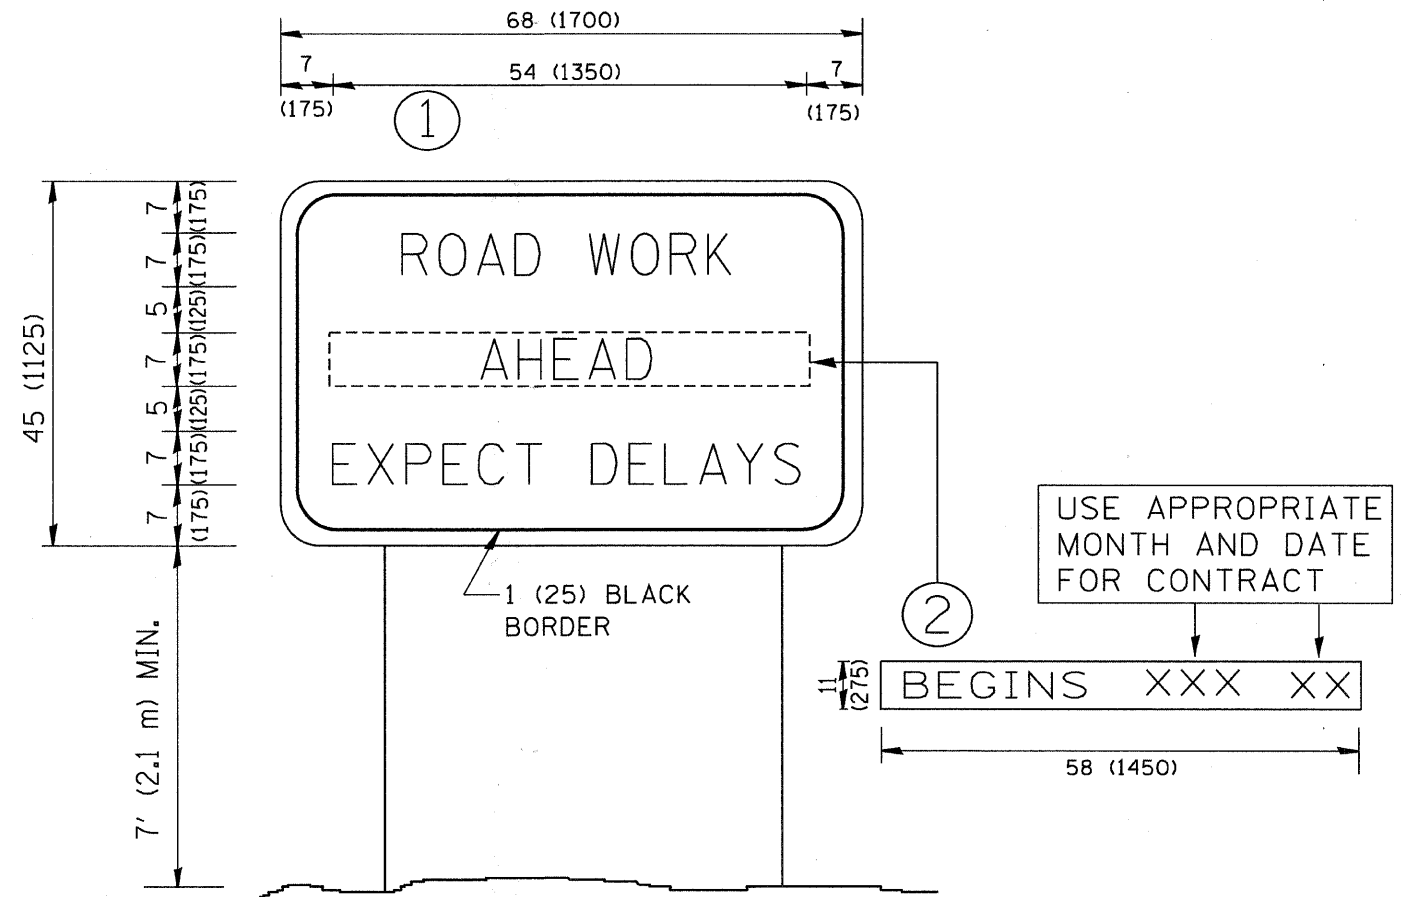 68 (1700)
7
54 (1350)
7
(175)
(175)
1
45 (1125)
7
(175)
7
(175)
5
(125)
7
(175)
5
(125)
7
(175)
7
(175)
ROAD WORK
AHEAD
EXPECT DELAYS
1 (25) BLACK
BORDER
7' (2.1 m) MIN.
USE APPROPRIATE
MONTH AND DATE
FOR CONTRACT
2
11
(275)
BEGINS XXX XX
58 (1450)